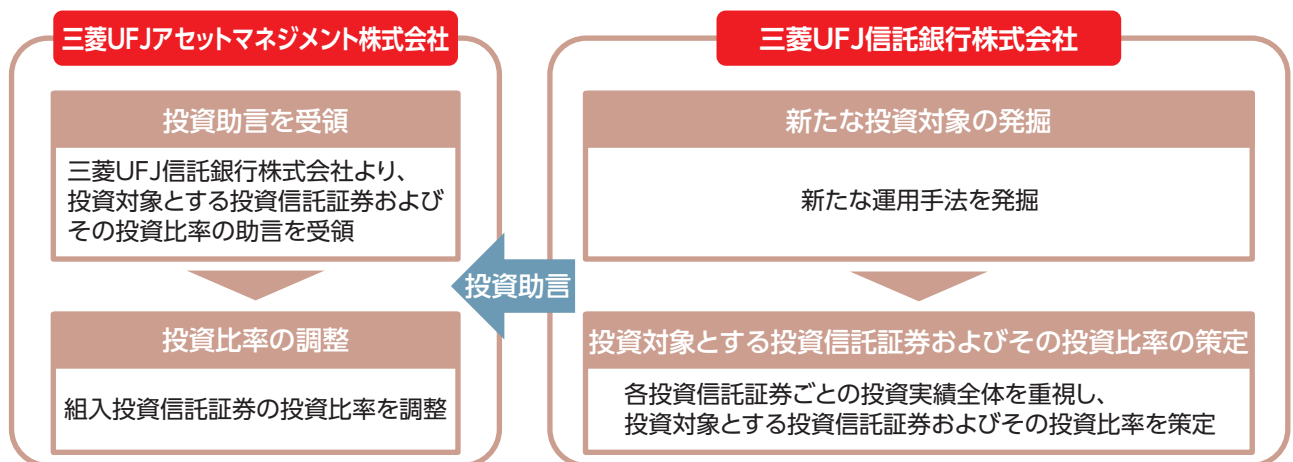 三菱UFJアセットマネジメント株式会社
投資助言を受領
三菱UFJ信託銀行株式会社より、
投資対象とする投資信託証券および
その投資比率の助言を受領
投資比率の調整
組入投資信託証券の投資比率を調整
投資助言
三菱UFJ信託銀行株式会社
新たな投資対象の発掘
新たな運用手法を発掘
投資対象とする投資信託証券およびその投資比率の策定
各投資信託証券ごとの投資実績全体を重視し、
投資対象とする投資信託証券およびその投資比率を策定